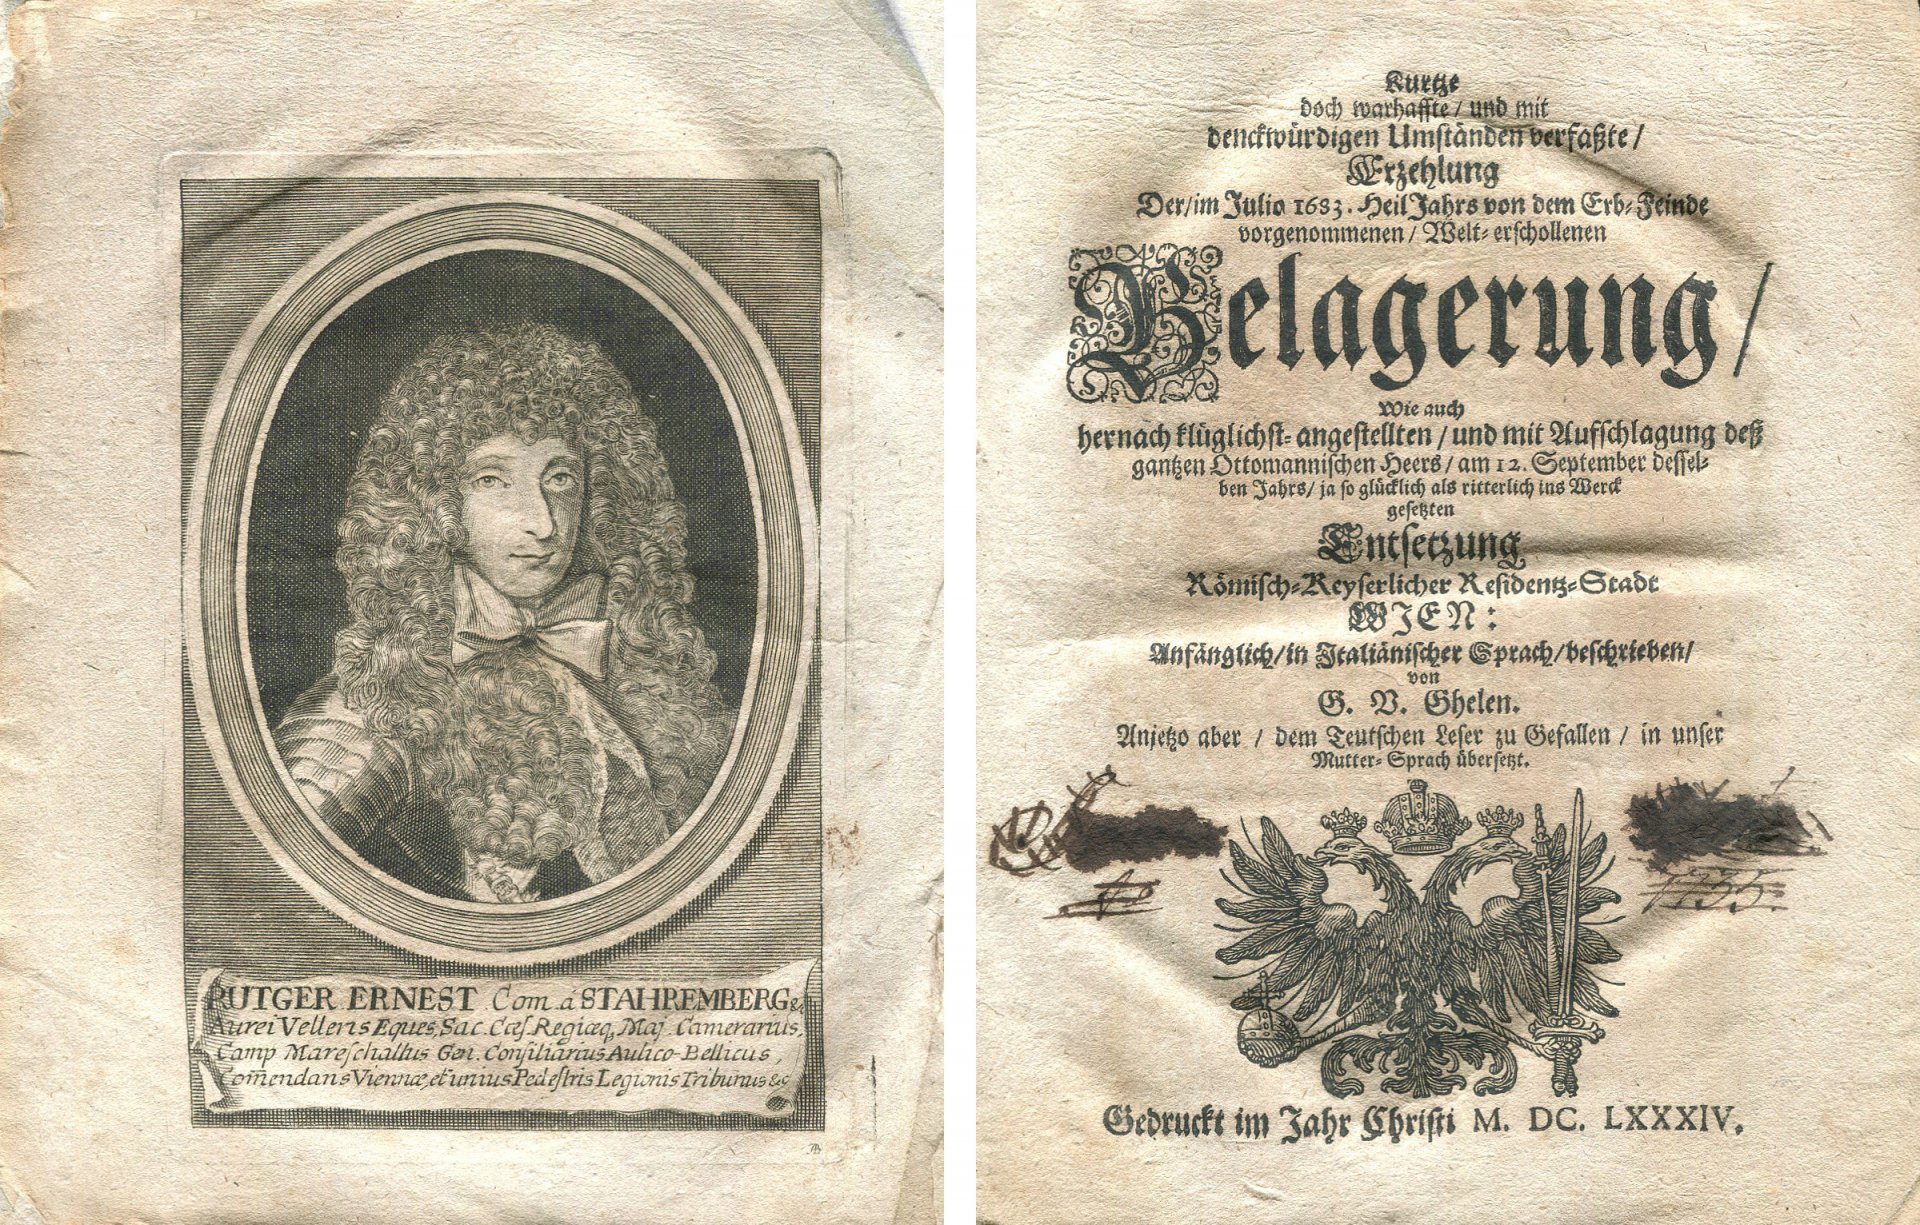 RUTGER ERNEST Com. á STAHREMBERG &
Aurei Velleris Eques, Sac. Cæs. Regiæq, Maj. Camerarius,
Camp Mareschallus Gen. Consiliarius Aulico-Bellicus,
Com̃endans Viennæ, et unius Pedestris Legionis Tribunus &c
Kurtze
doch warhaffte / und mit
denckwürdigen Umständen verfaßte /
Erzehlung
Der / im Julio 1683. Heil Jahrs von dem Erb-Feinde
vorgenommenen / Welt-erschollenen
Belagerung /
Wie auch
hernach klüglichst-angestellten / und mit Aufschlagung deß
gantzen Ottomannischen Heers / am 12. September dessel-
ben Jahrs / ja so glücklich als ritterlich ins Werck
gesetzten
Entsetzung
Römisch-Keyserlicher Residentz-Stadt
WIEN:
Anfänglich / in Italiänischer Sprach / beschrieben /
von
G. V. Ghelen.
Anjetzo aber / dem Teutschen Leser zu Gefallen / in unser
Mutter-Sprach übersetzt.
1735.
Gedruckt im Jahr Christi M. DC. LXXXIV.